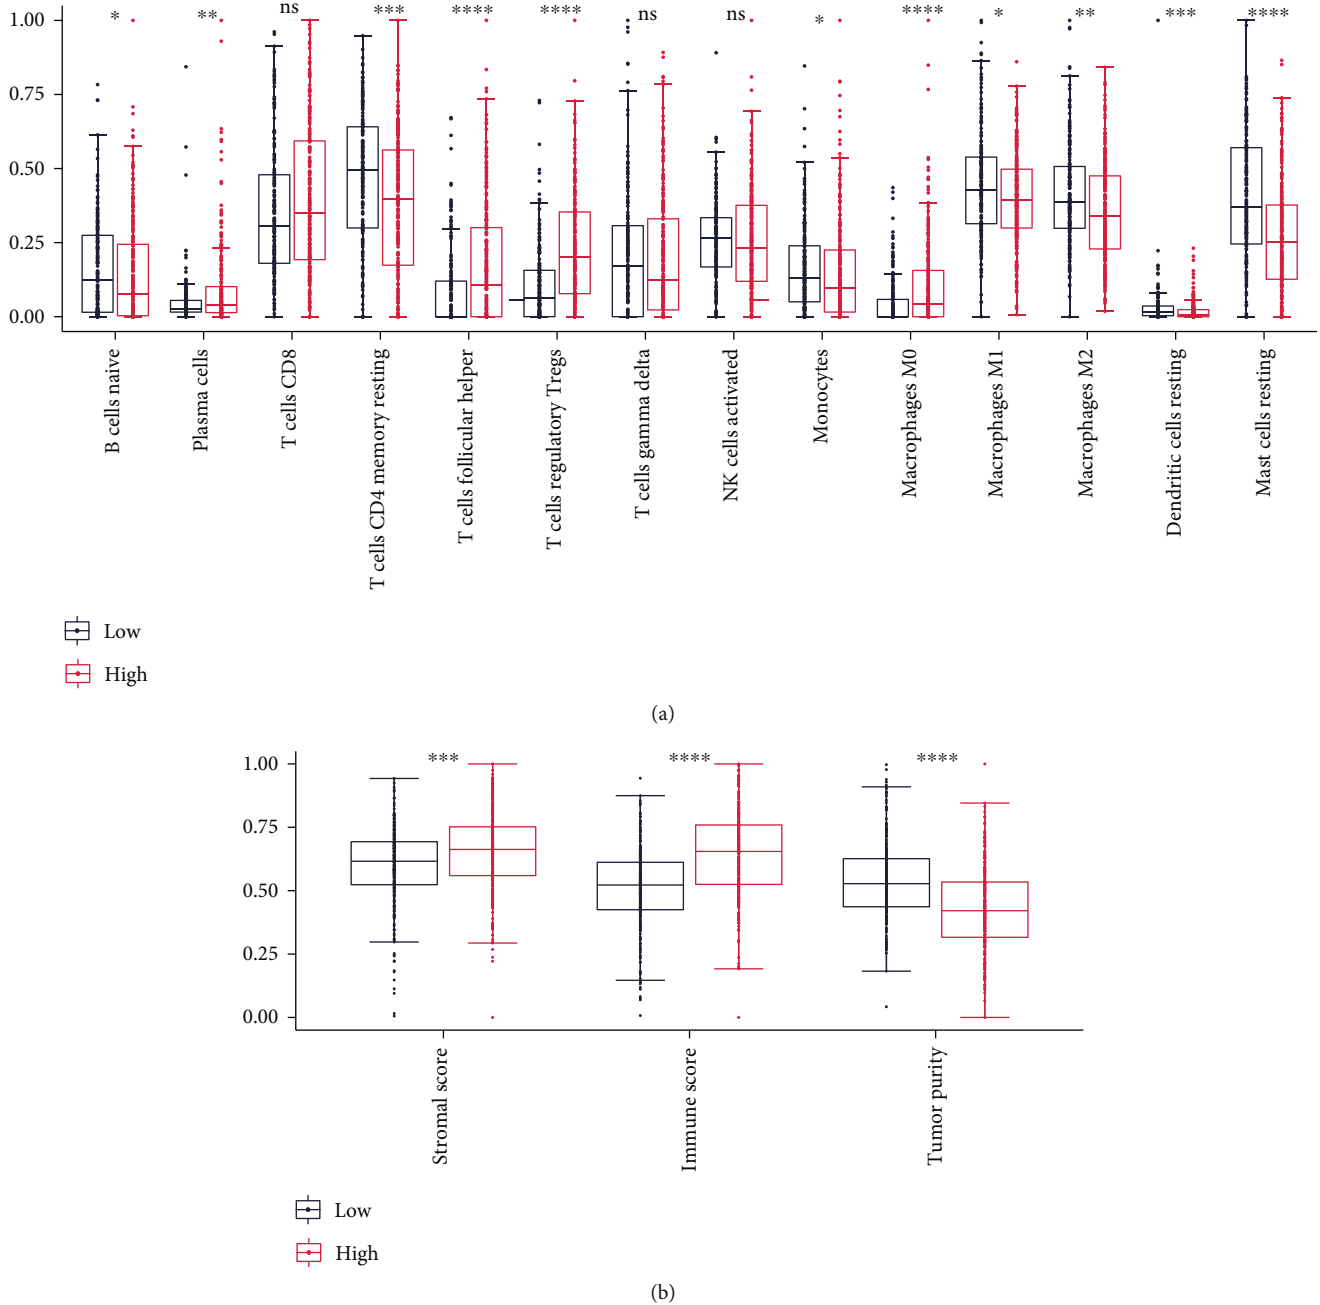 * ** ns *** **** **** ns ns * **** * ** *** ****
1.00
0.75
0.50
0.25
0.00
B cells naive
Plasma cells
T cells CD8
T cells CD4 memory resting
T cells follicular helper
T cells regulatory Tregs
T cells gamma delta
NK cells activated
Monocytes
Macrophages M0
Macrophages M1
Macrophages M2
Dendritic cells resting
Mast cells resting
Low
High
(a)
*** **** ****
1.00
0.75
0.50
0.25
0.00
Stromal score
Immune score
Tumor purity
Low
High
(b)